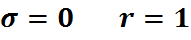 σ = 0 r = 1